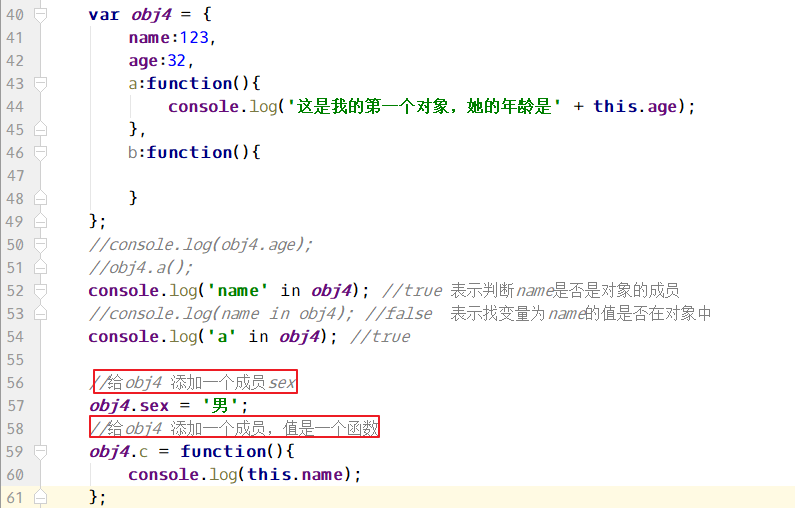 40 var obj4 = {
41 name:123,
42 age:32,
43 a:function(){
44 console.log('这是我的第一个对象，她的年龄是' + this.age);
45 },
46 b:function(){
47
48 }
49 };
50 //console.log(obj4.age);
51 //obj4.a();
52 console.log('name' in obj4); //true 表示判断name是否是对象的成员
53 //console.log(name in obj4); //false 表示找变量为name的值是否在对象中
54 console.log('a' in obj4); //true
55
56 //给obj4 添加一个成员sex
57 obj4.sex = '男';
58 //给obj4 添加一个成员，值是一个函数
59 obj4.c = function(){
60 console.log(this.name);
61 };